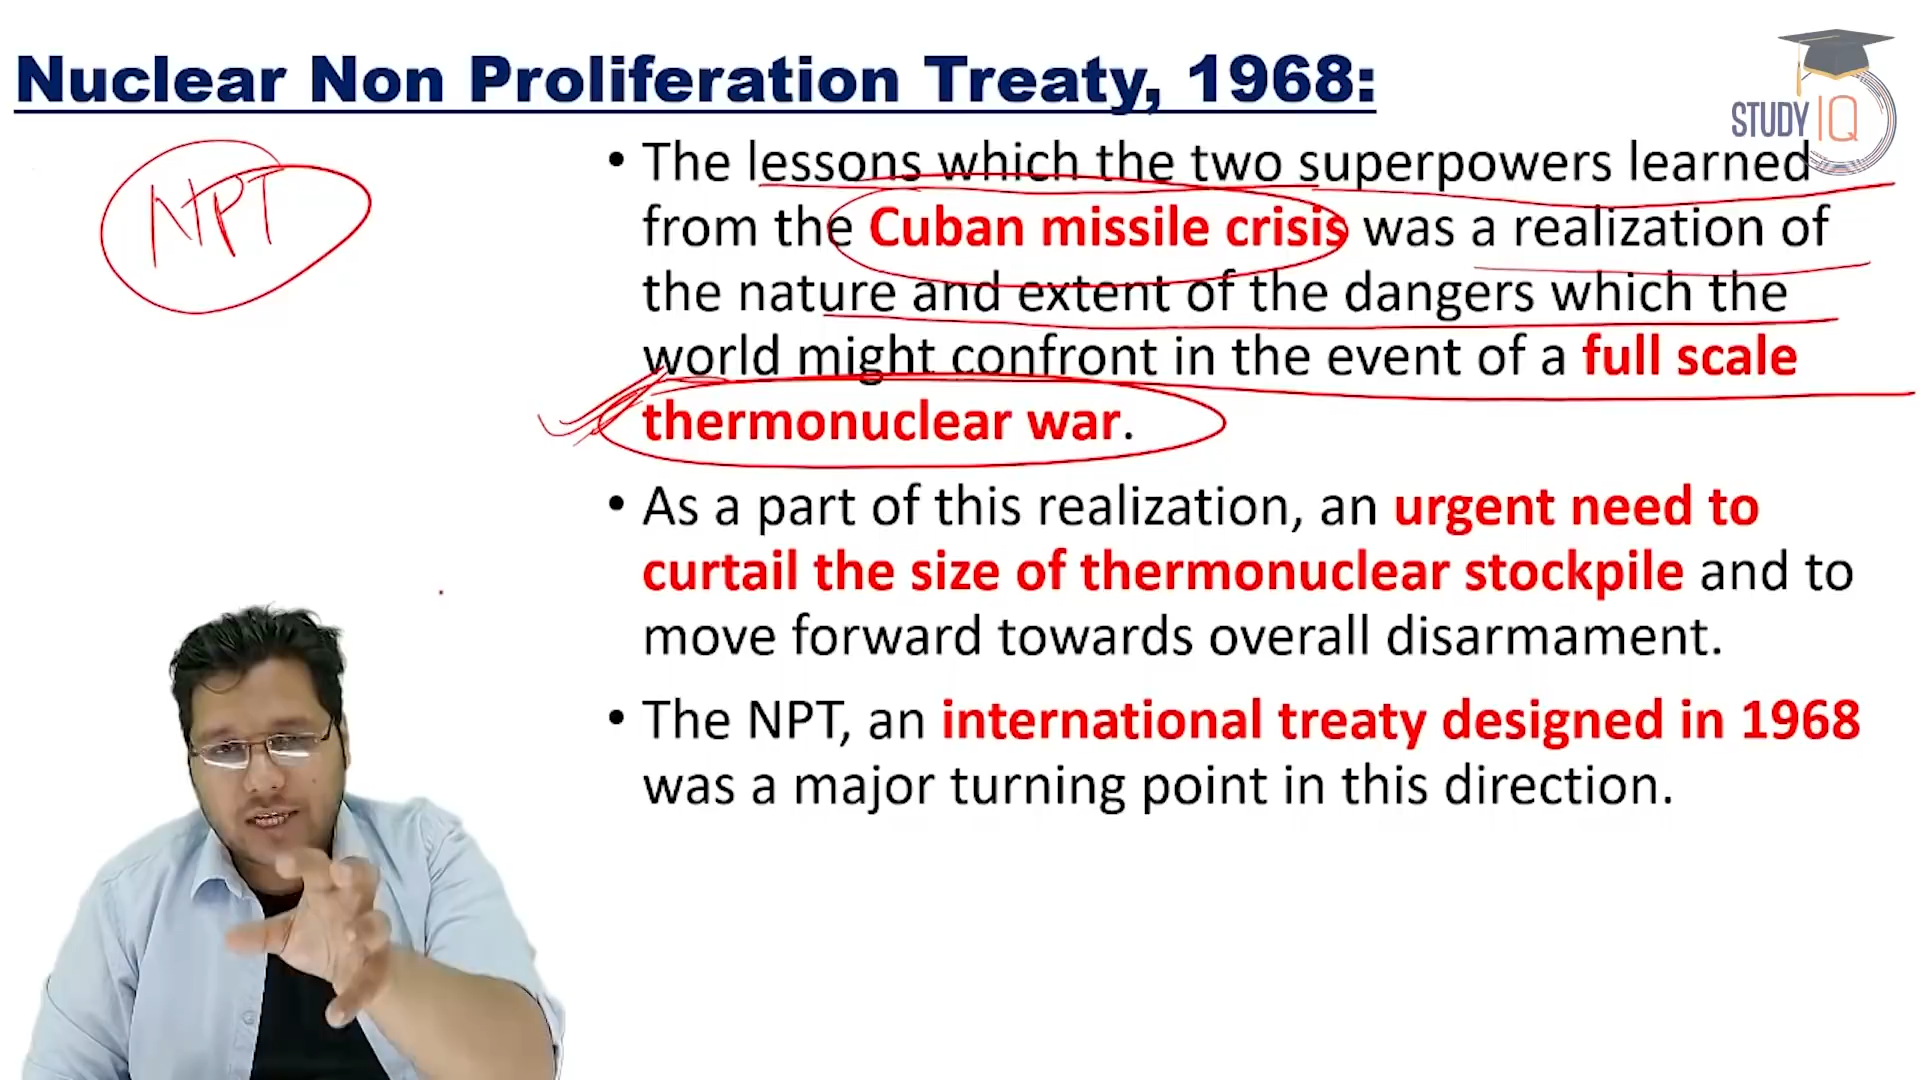 Nuclear Non Proliferation Treaty, 1968:
STUDY IQ
NPT
• The lessons which the two superpowers learned
from the Cuban missile crisis was a realization of
the nature and extent of the dangers which the
world might confront in the event of a full scale
thermonuclear war.
• As a part of this realization, an urgent need to
curtail the size of thermonuclear stockpile and to
move forward towards overall disarmament.
• The NPT, an international treaty designed in 1968
was a major turning point in this direction.